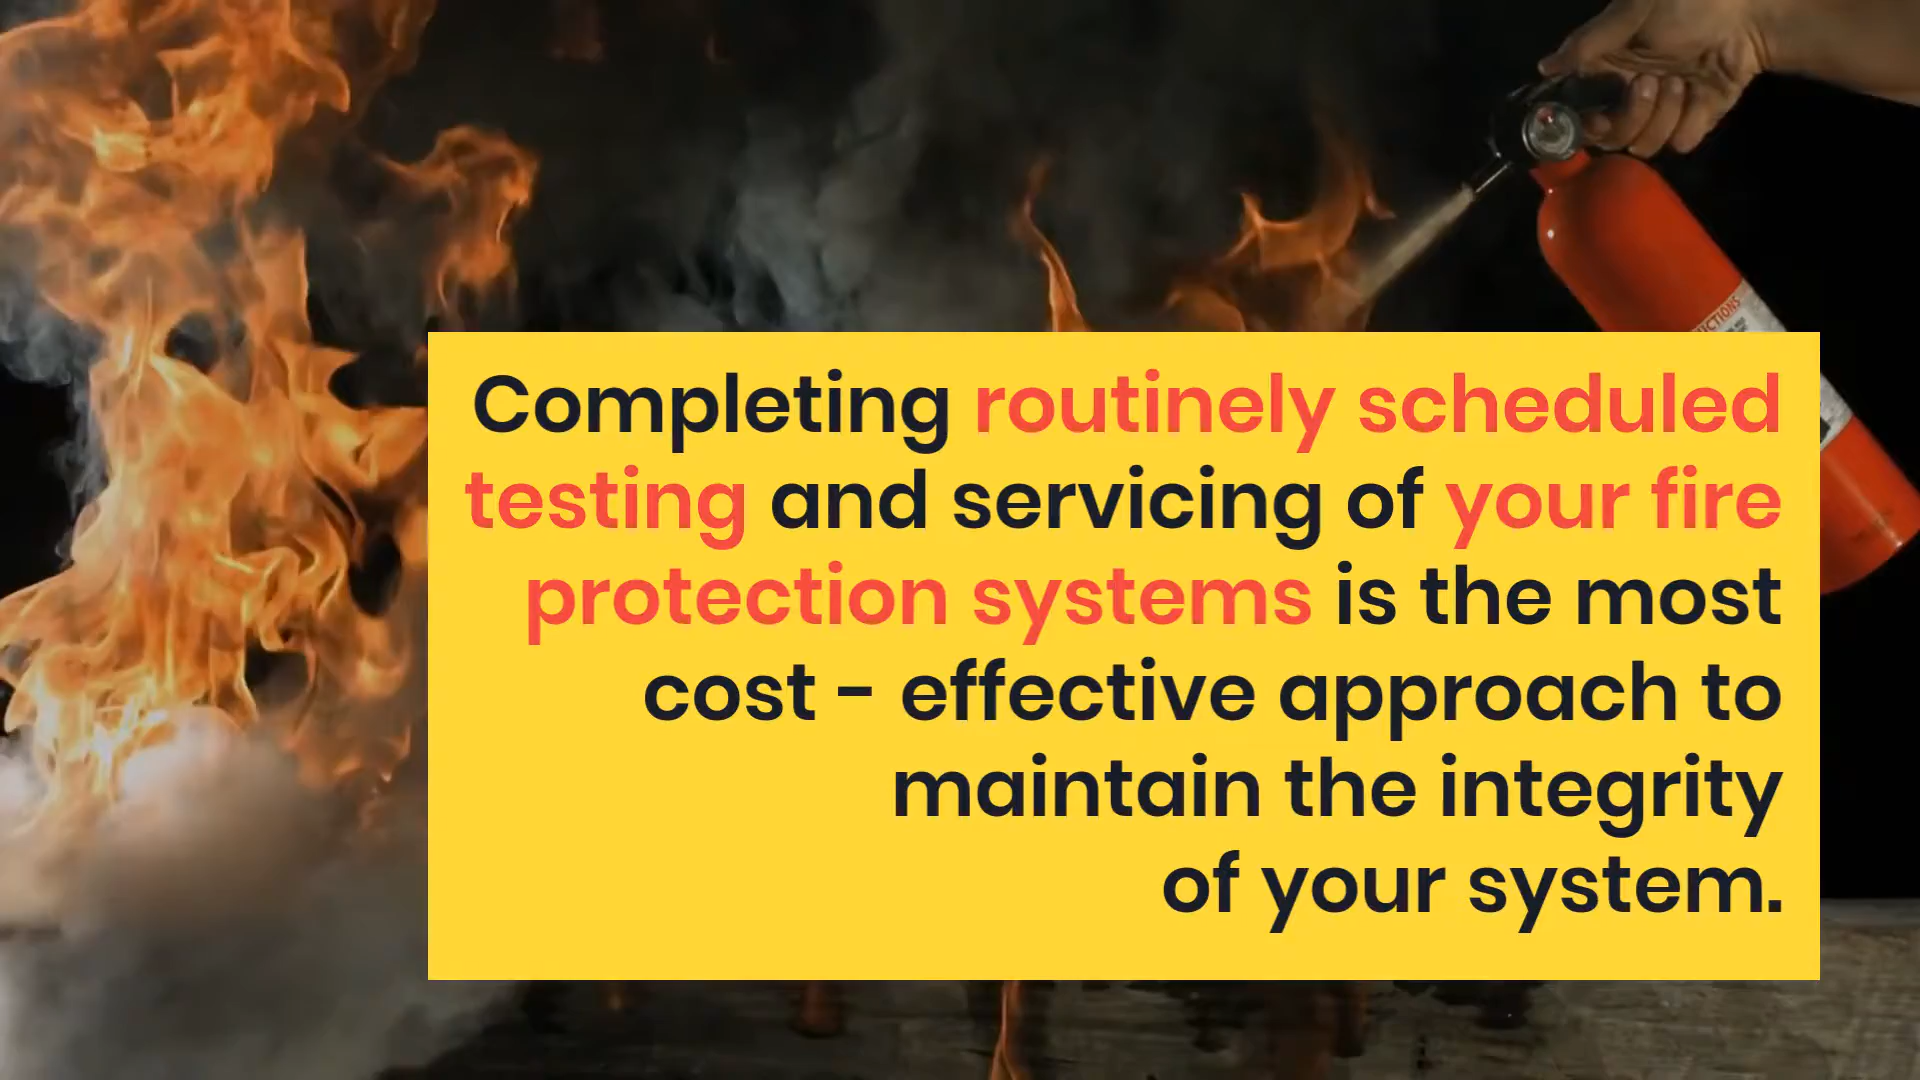 Completing routinely scheduled
testing and servicing of your fire
protection systems is the most
cost - effective approach to
maintain the integrity
of your system.